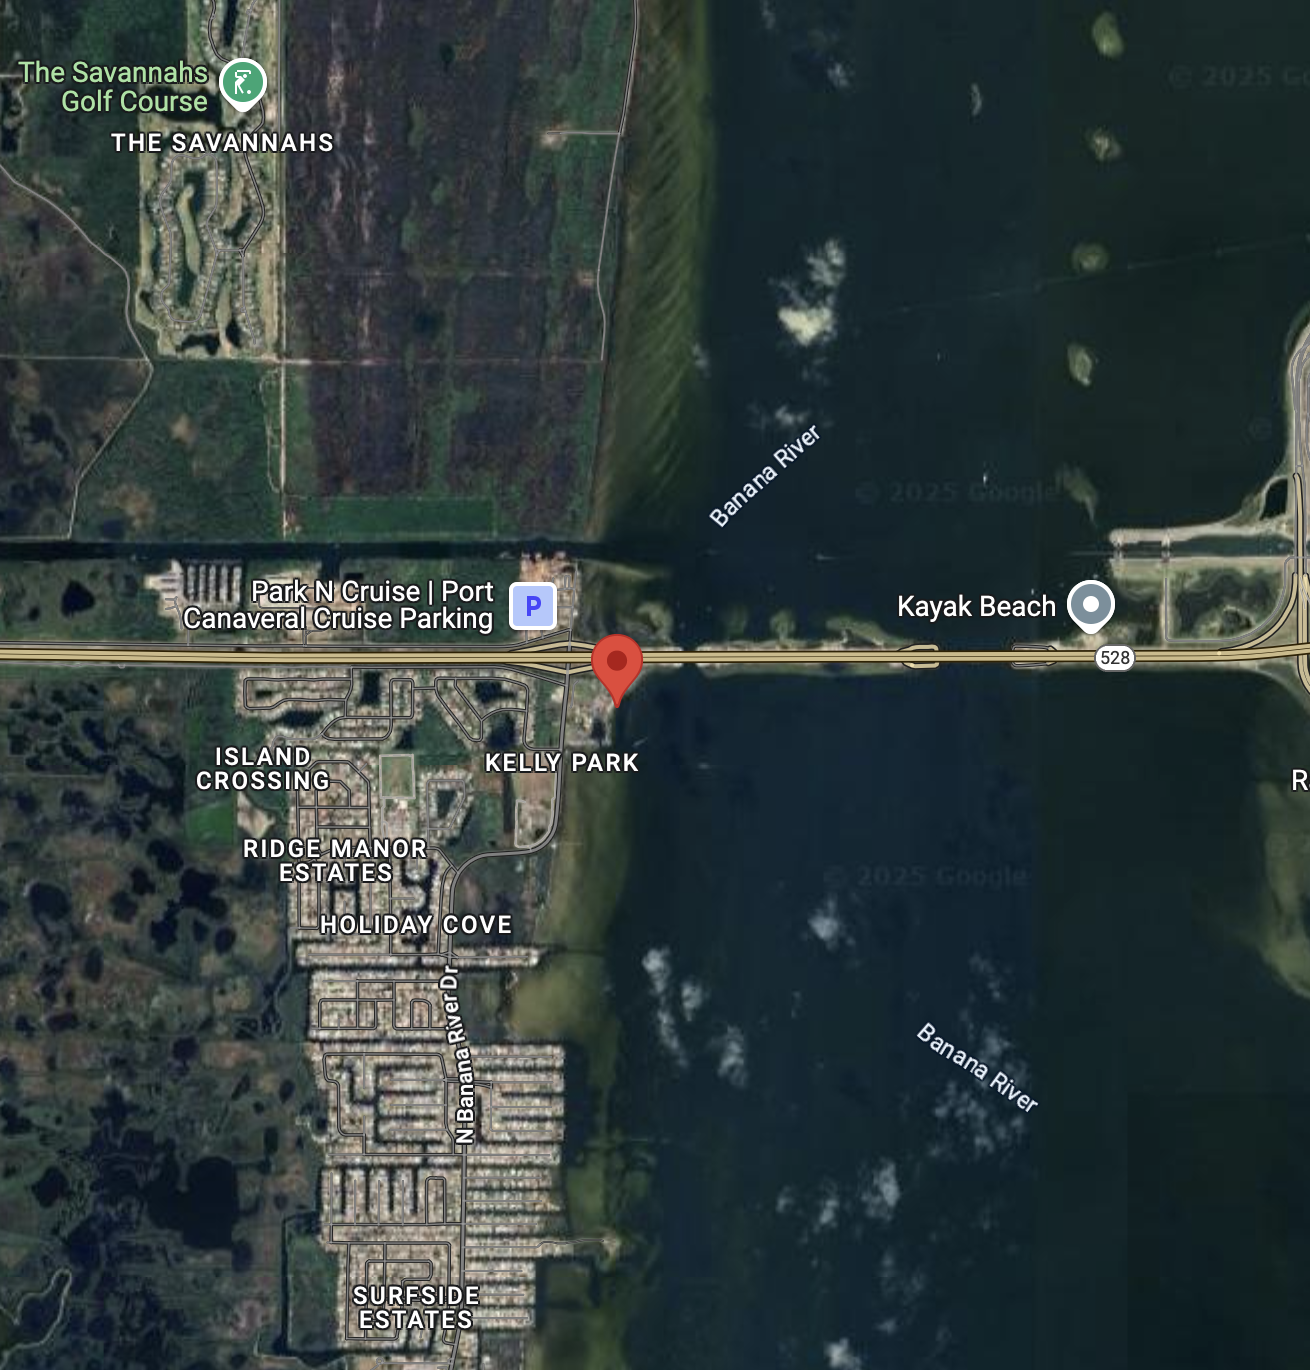 The Savannahs
Golf Course
THE SAVANNAHS
© 2025 G
Banana River
© 2025 Google
Park N Cruise | Port
Canaveral Cruise Parking
P
Kayak Beach
528
ISLAND
CROSSING
KELLY PARK
R
RIDGE MANOR
ESTATES
© 2025 Google
HOLIDAY COVE
N Banana River Dr
Banana River
SURFSIDE
ESTATES